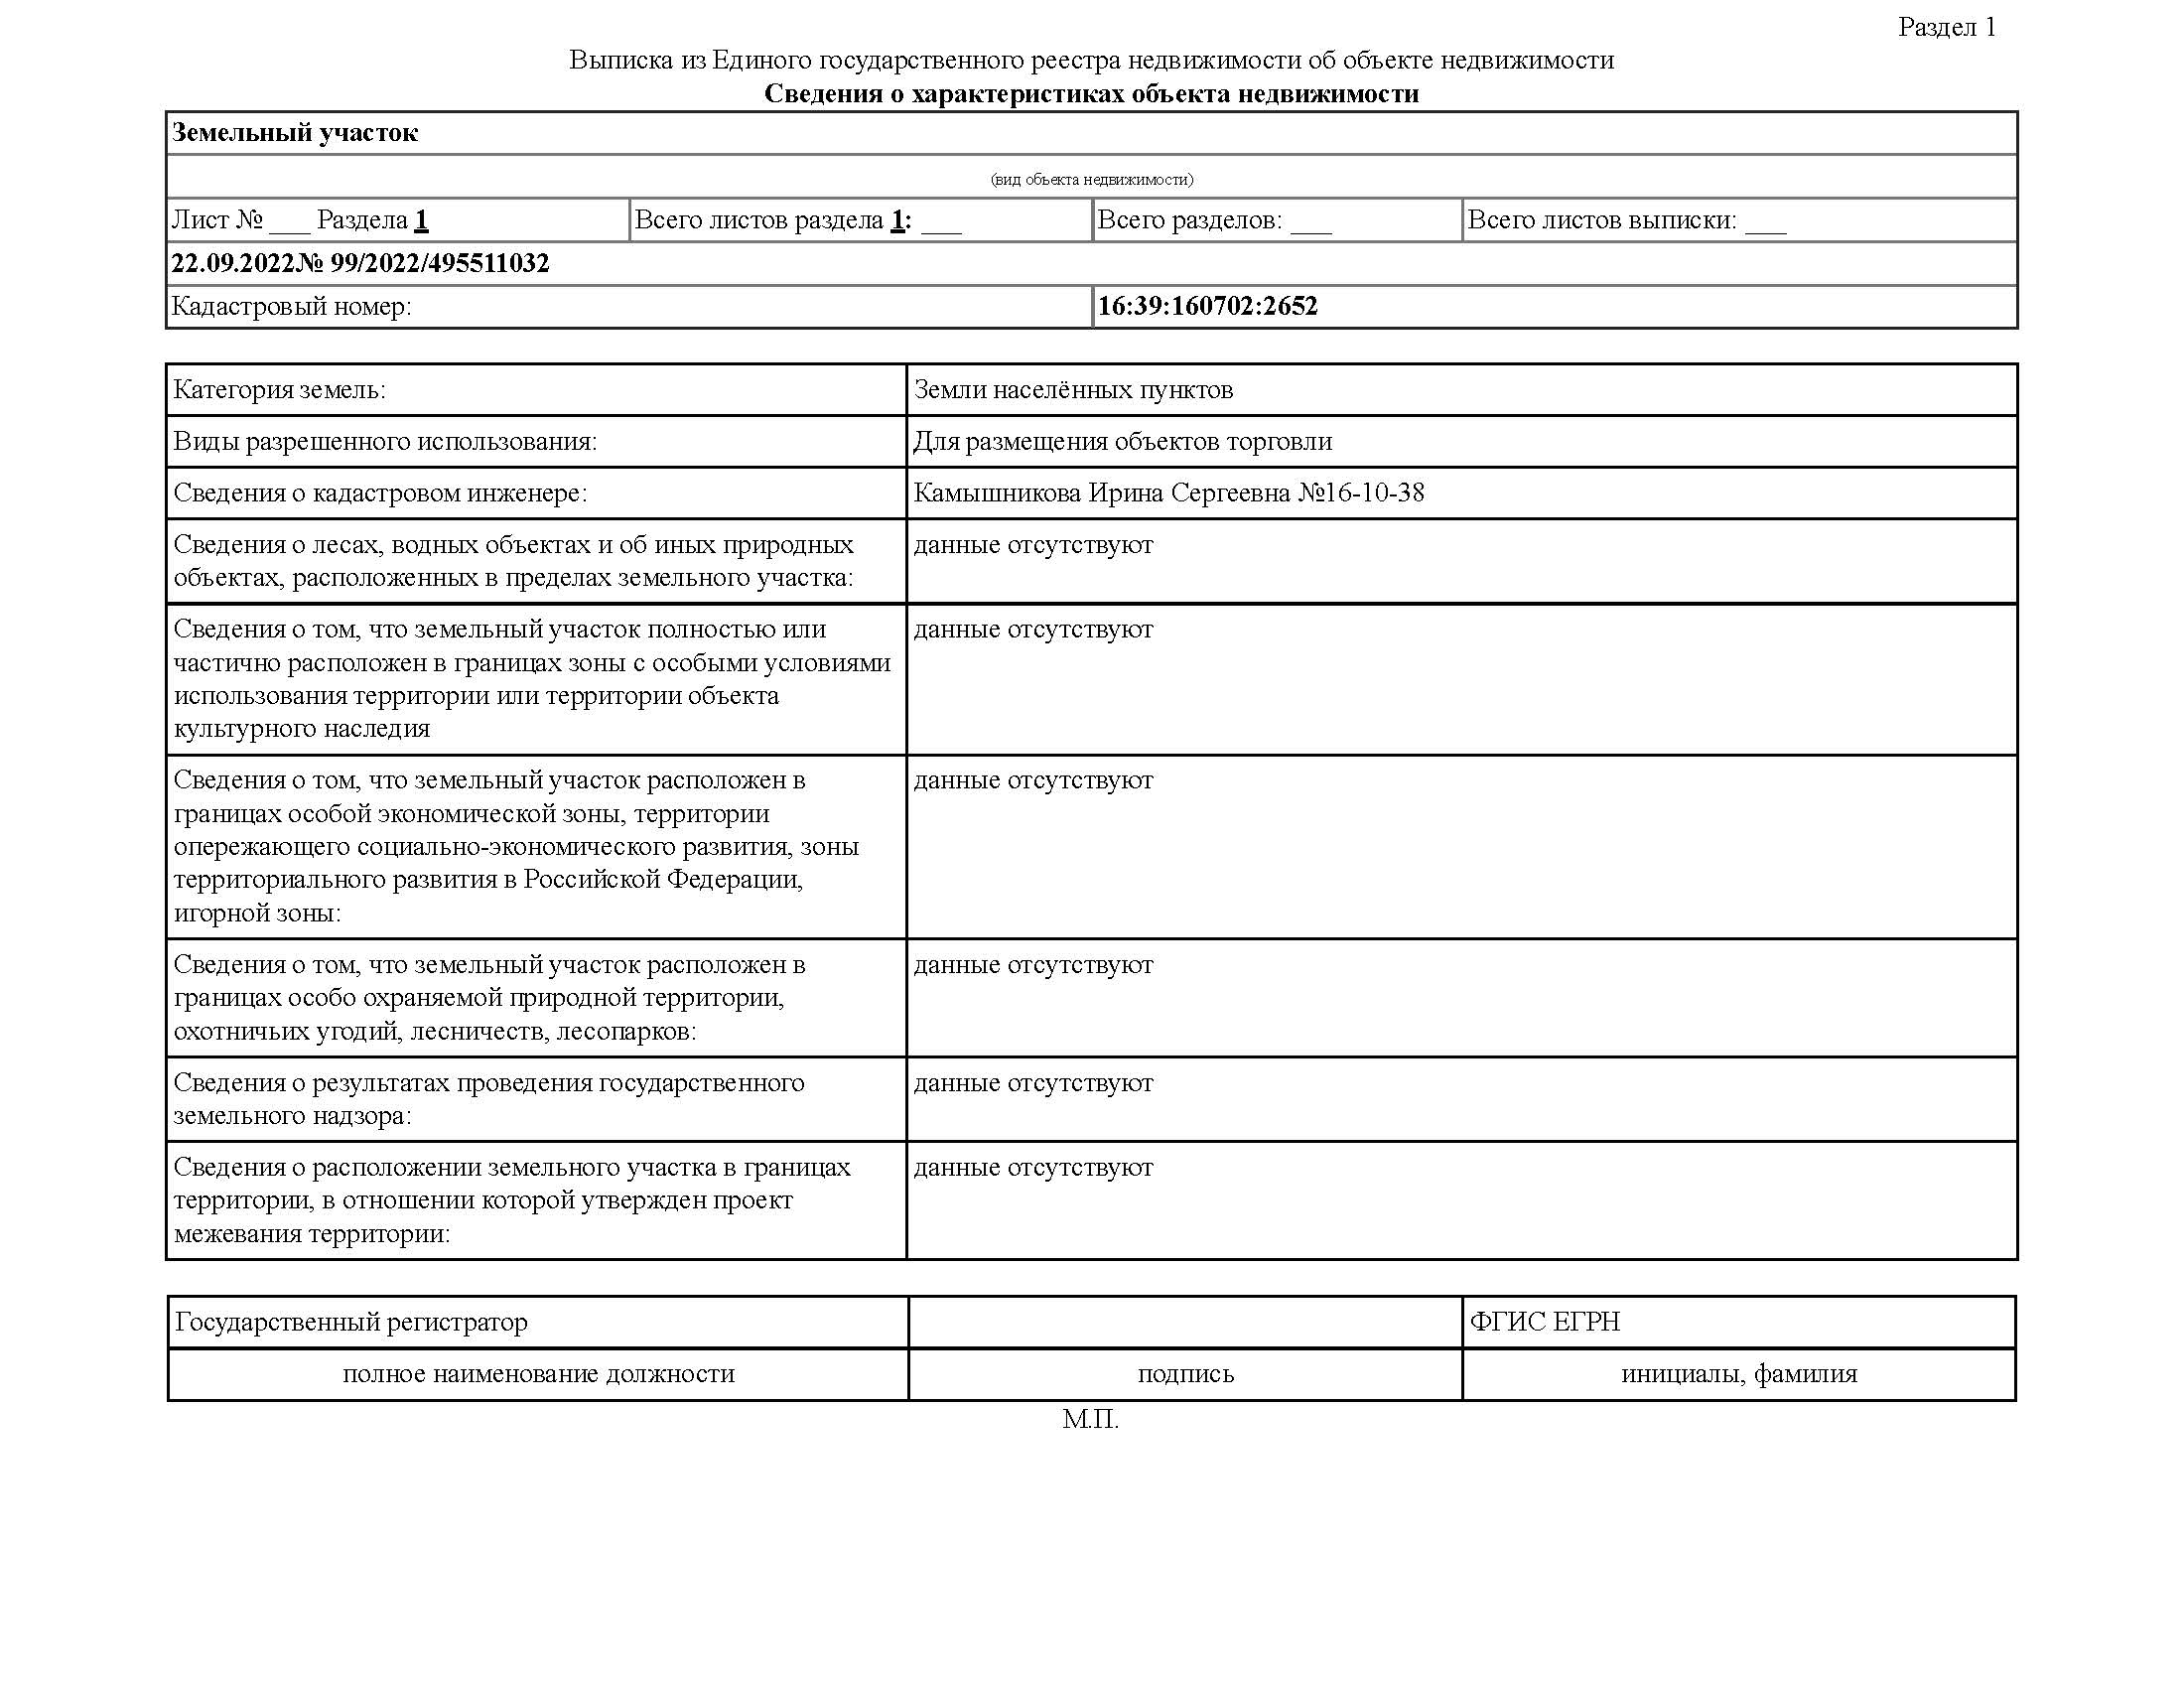 Раздел 1
Выписка из Единого государственного реестра недвижимости об объекте недвижимости
Сведения о характеристиках объекта недвижимости
Земельный участок
(вид объекта недвижимости)
Лист № ___ Раздела 1 Всего листов раздела 1: ___ Всего разделов: ___ Всего листов выписки: ___
22.09.2022№ 99/2022/495511032
Кадастровый номер: 16:39:160702:2652
Категория земель: Земли населённых пунктов
Виды разрешенного использования: Для размещения объектов торговли
Сведения о кадастровом инженере: Камышникова Ирина Сергеевна №16-10-38
Сведения о лесах, водных объектах и об иных природных данные отсутствуют
объектах, расположенных в пределах земельного участка:
Сведения о том, что земельный участок полностью или данные отсутствуют
частично расположен в границах зоны с особыми условиями
использования территории или территории объекта
культурного наследия
Сведения о том, что земельный участок расположен в данные отсутствуют
границах особой экономической зоны, территории
опережающего социально-экономического развития, зоны
территориального развития в Российской Федерации,
игорной зоны:
Сведения о том, что земельный участок расположен в данные отсутствуют
границах особо охраняемой природной территории,
охотничьих угодий, лесничеств, лесопарков:
Сведения о результатах проведения государственного данные отсутствуют
земельного надзора:
Сведения о расположении земельного участка в границах данные отсутствуют
территории, в отношении которой утвержден проект
межевания территории:
Государственный регистратор ФГИС ЕГРН
полное наименование должности подпись инициалы, фамилия
М.П.